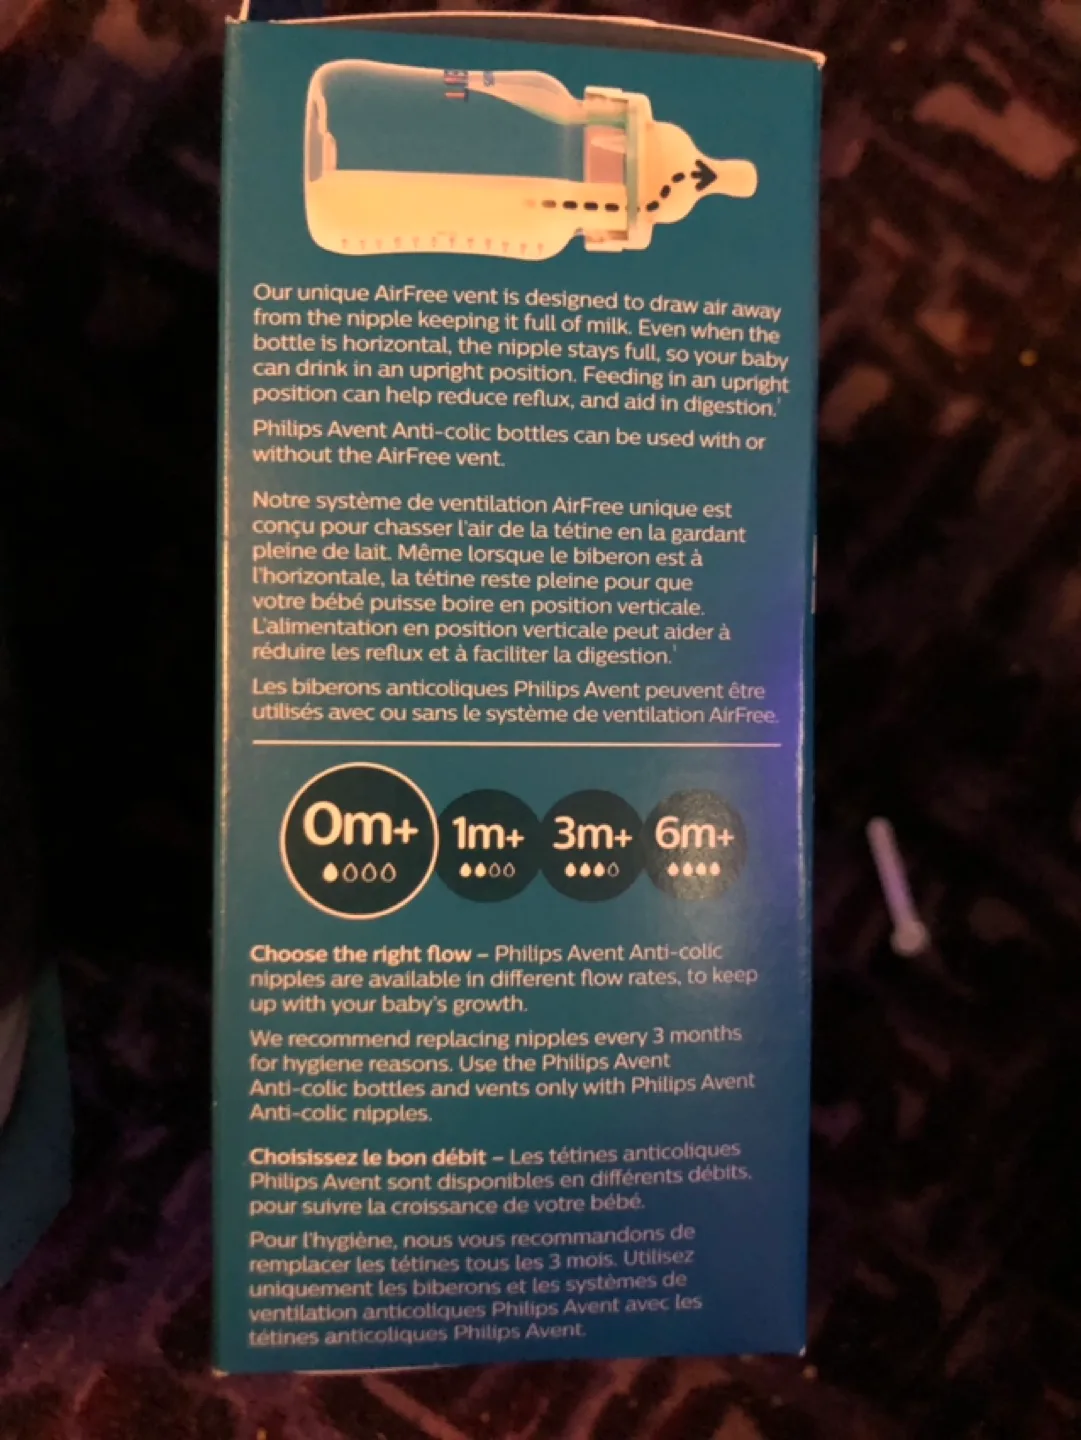 Our unique AirFree vent is designed to draw air away
from the nipple keeping it full of milk. Even when the
bottle is horizontal, the nipple stays full, so your baby
can drink in an upright position. Feeding in an upright
position can help reduce reflux, and aid in digestion.¹
Philips Avent Anti-colic bottles can be used with or
without the AirFree vent.
Notre système de ventilation AirFree unique est
conçu pour chasser l'air de la tétine en la gardant
pleine de lait. Même lorsque le biberon est à
l'horizontale, la tétine reste pleine pour que
votre bébé puisse boire en position verticale.
L'alimentation en position verticale peut aider à
réduire les reflux et à faciliter la digestion.¹
Les biberons anticoliques Philips Avent peuvent être
utilisés avec ou sans le système de ventilation AirFree.
0m+ 1m+ 3m+ 6m+
Choose the right flow – Philips Avent Anti-colic
nipples are available in different flow rates, to keep
up with your baby's growth.
We recommend replacing nipples every 3 months
for hygiene reasons. Use the Philips Avent
Anti-colic bottles and vents only with Philips Avent
Anti-colic nipples.
Choisissez le bon débit – Les tétines anticoliques
Philips Avent sont disponibles en différents débits,
pour suivre la croissance de votre bébé.
Pour l'hygiène, nous vous recommandons de
remplacer les tétines tous les 3 mois. Utilisez
uniquement les biberons et les systèmes de
ventilation anticoliques Philips Avent avec les
tétines anticoliques Philips Avent.